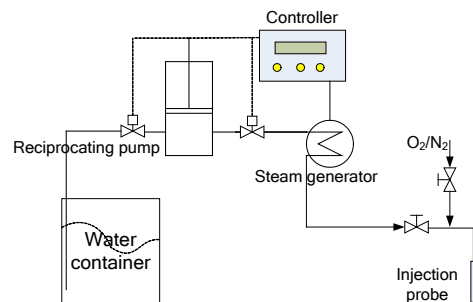 Controller
Reciprocating pump
Steam generator
O₂/N₂
Water
container
Injection
probe